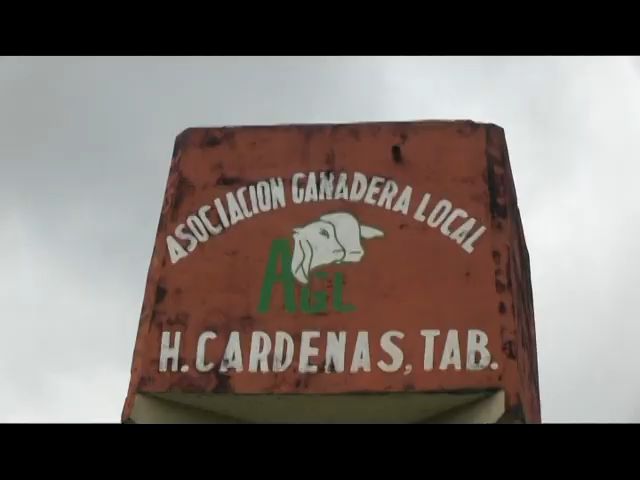 ASOCIACION GANADERA LOCAL
AGL
H. CARDENAS, TAB.